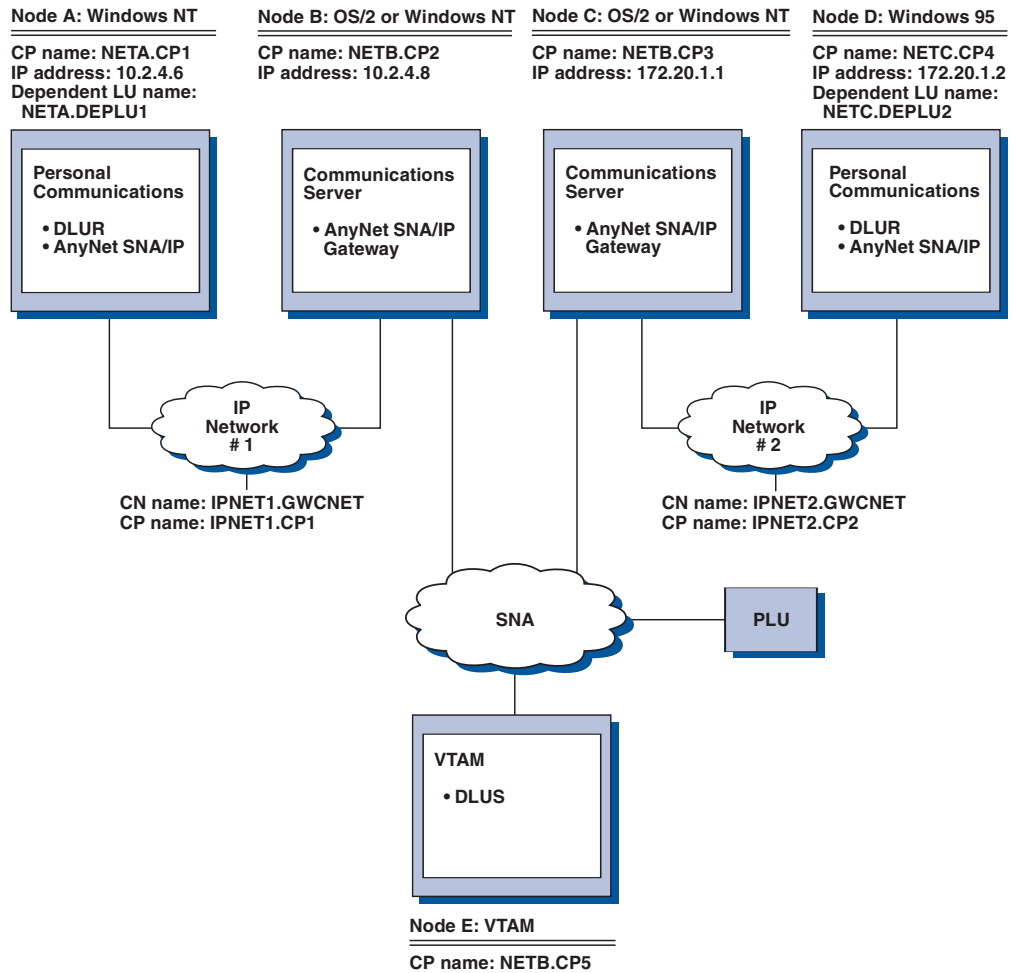 Node A: Windows NT
CP name: NETA.CP1
IP address: 10.2.4.6
Dependent LU name:
NETA.DEPLU1
Node B: OS/2 or Windows NT
CP name: NETB.CP2
IP address: 10.2.4.8
Node C: OS/2 or Windows NT
CP name: NETB.CP3
IP address: 172.20.1.1
Node D: Windows 95
CP name: NETC.CP4
IP address: 172.20.1.2
Dependent LU name:
NETC.DEPLU2
Personal
Communications
• DLUR
• AnyNet SNA/IP
Communications
Server
• AnyNet SNA/IP
Gateway
Communications
Server
• AnyNet SNA/IP
Gateway
Personal
Communications
• DLUR
• AnyNet SNA/IP
IP
Network
# 1
IP
Network
# 2
CN name: IPNET1.GWCNET
CP name: IPNET1.CP1
CN name: IPNET2.GWCNET
CP name: IPNET2.CP2
SNA
PLU
VTAM
• DLUS
Node E: VTAM
CP name: NETB.CP5